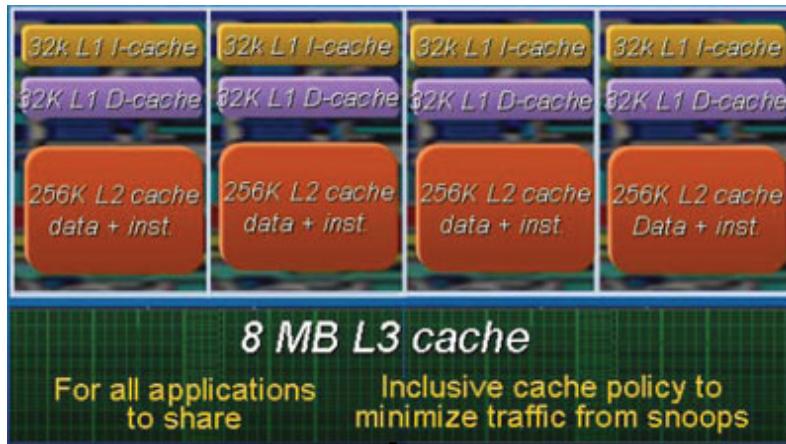 32k L1 I-cache
32k L1 I-cache
32k L1 I-cache
32k L1 I-cache
32K L1 D-cache
32K L1 D-cache
32K L1 D-cache
32K L1 D-cache
256K L2 cache
data + inst.
256K L2 cache
data + inst.
256K L2 cache
data + inst.
256K L2 cache
Data + inst.
8 MB L3 cache
For all applications
to share
Inclusive cache policy to
minimize traffic from snoops